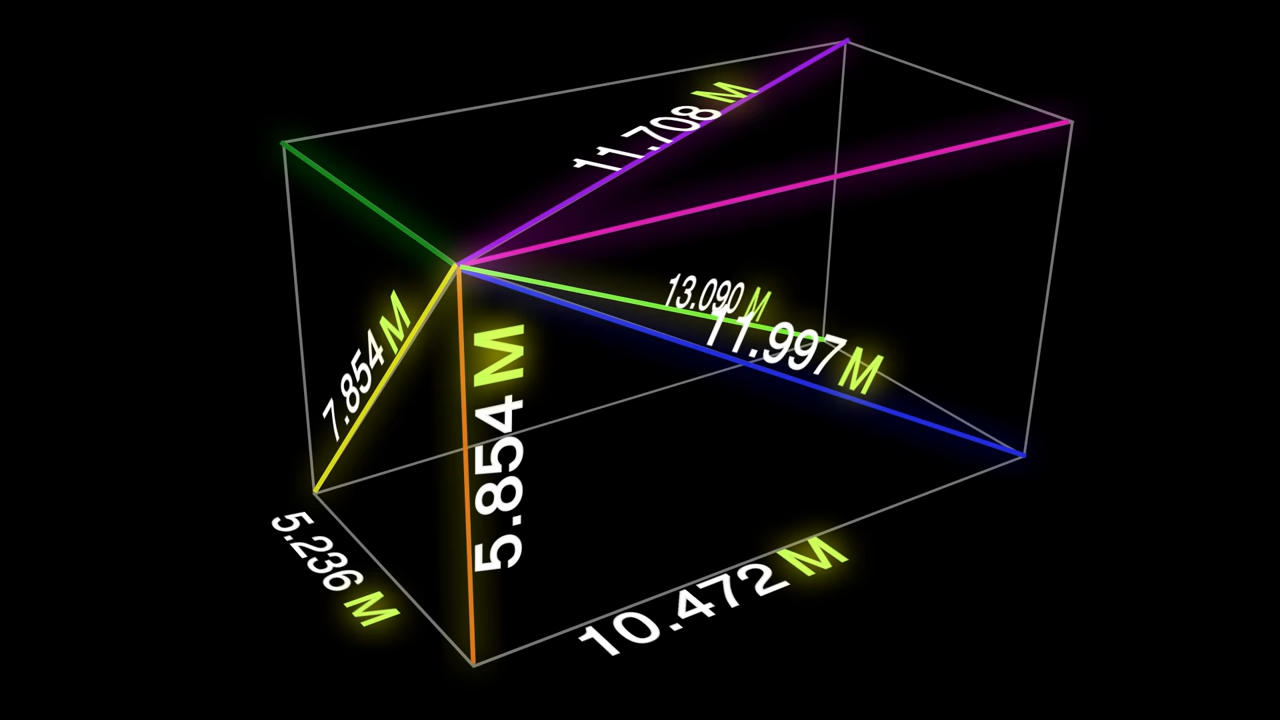 11.708 M
13.090 M
11.997 M
7.854 M
5.854 M
5.236 M
10.472 M